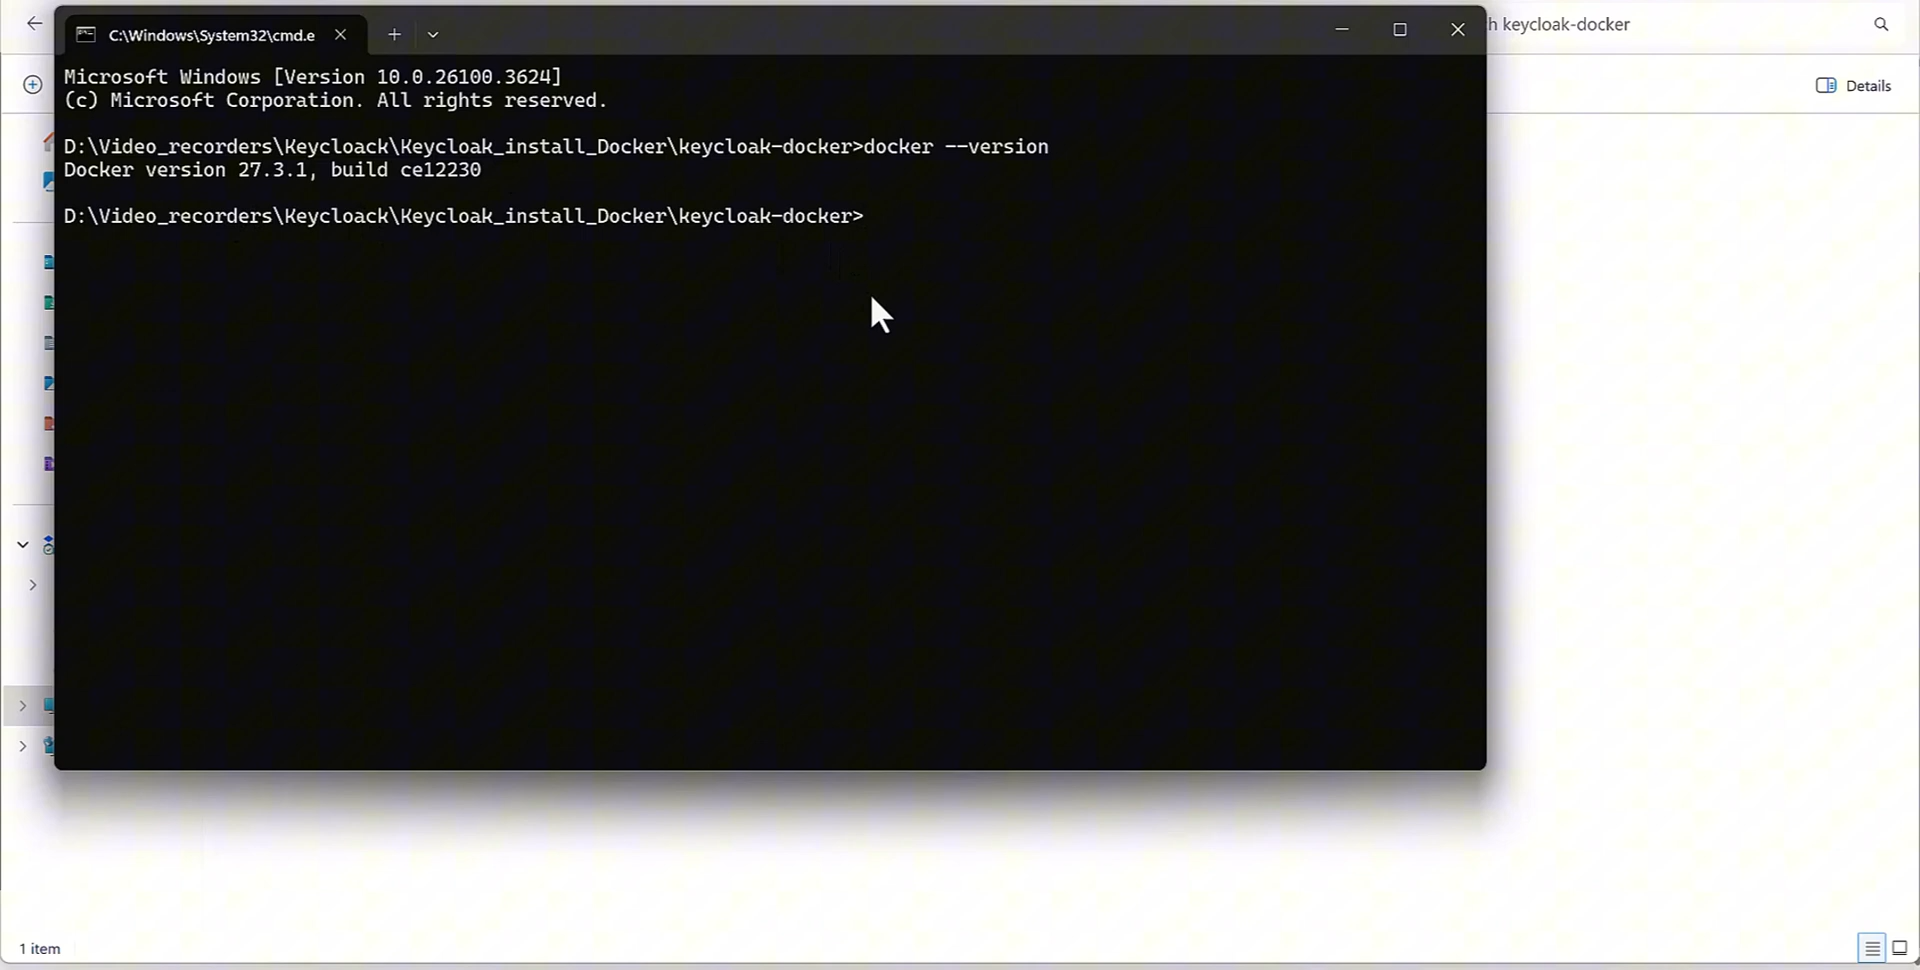 C:\Windows\System32\cmd.e
h keycloak-docker
Details
Microsoft Windows [Version 10.0.26100.3624]
(c) Microsoft Corporation. All rights reserved.
D:\Video_recorders\Keycloack\Keycloak_install_Docker\keycloak-docker>docker --version
Docker version 27.3.1, build ce12230
D:\Video_recorders\Keycloack\Keycloak_install_Docker\keycloak-docker>
1 item